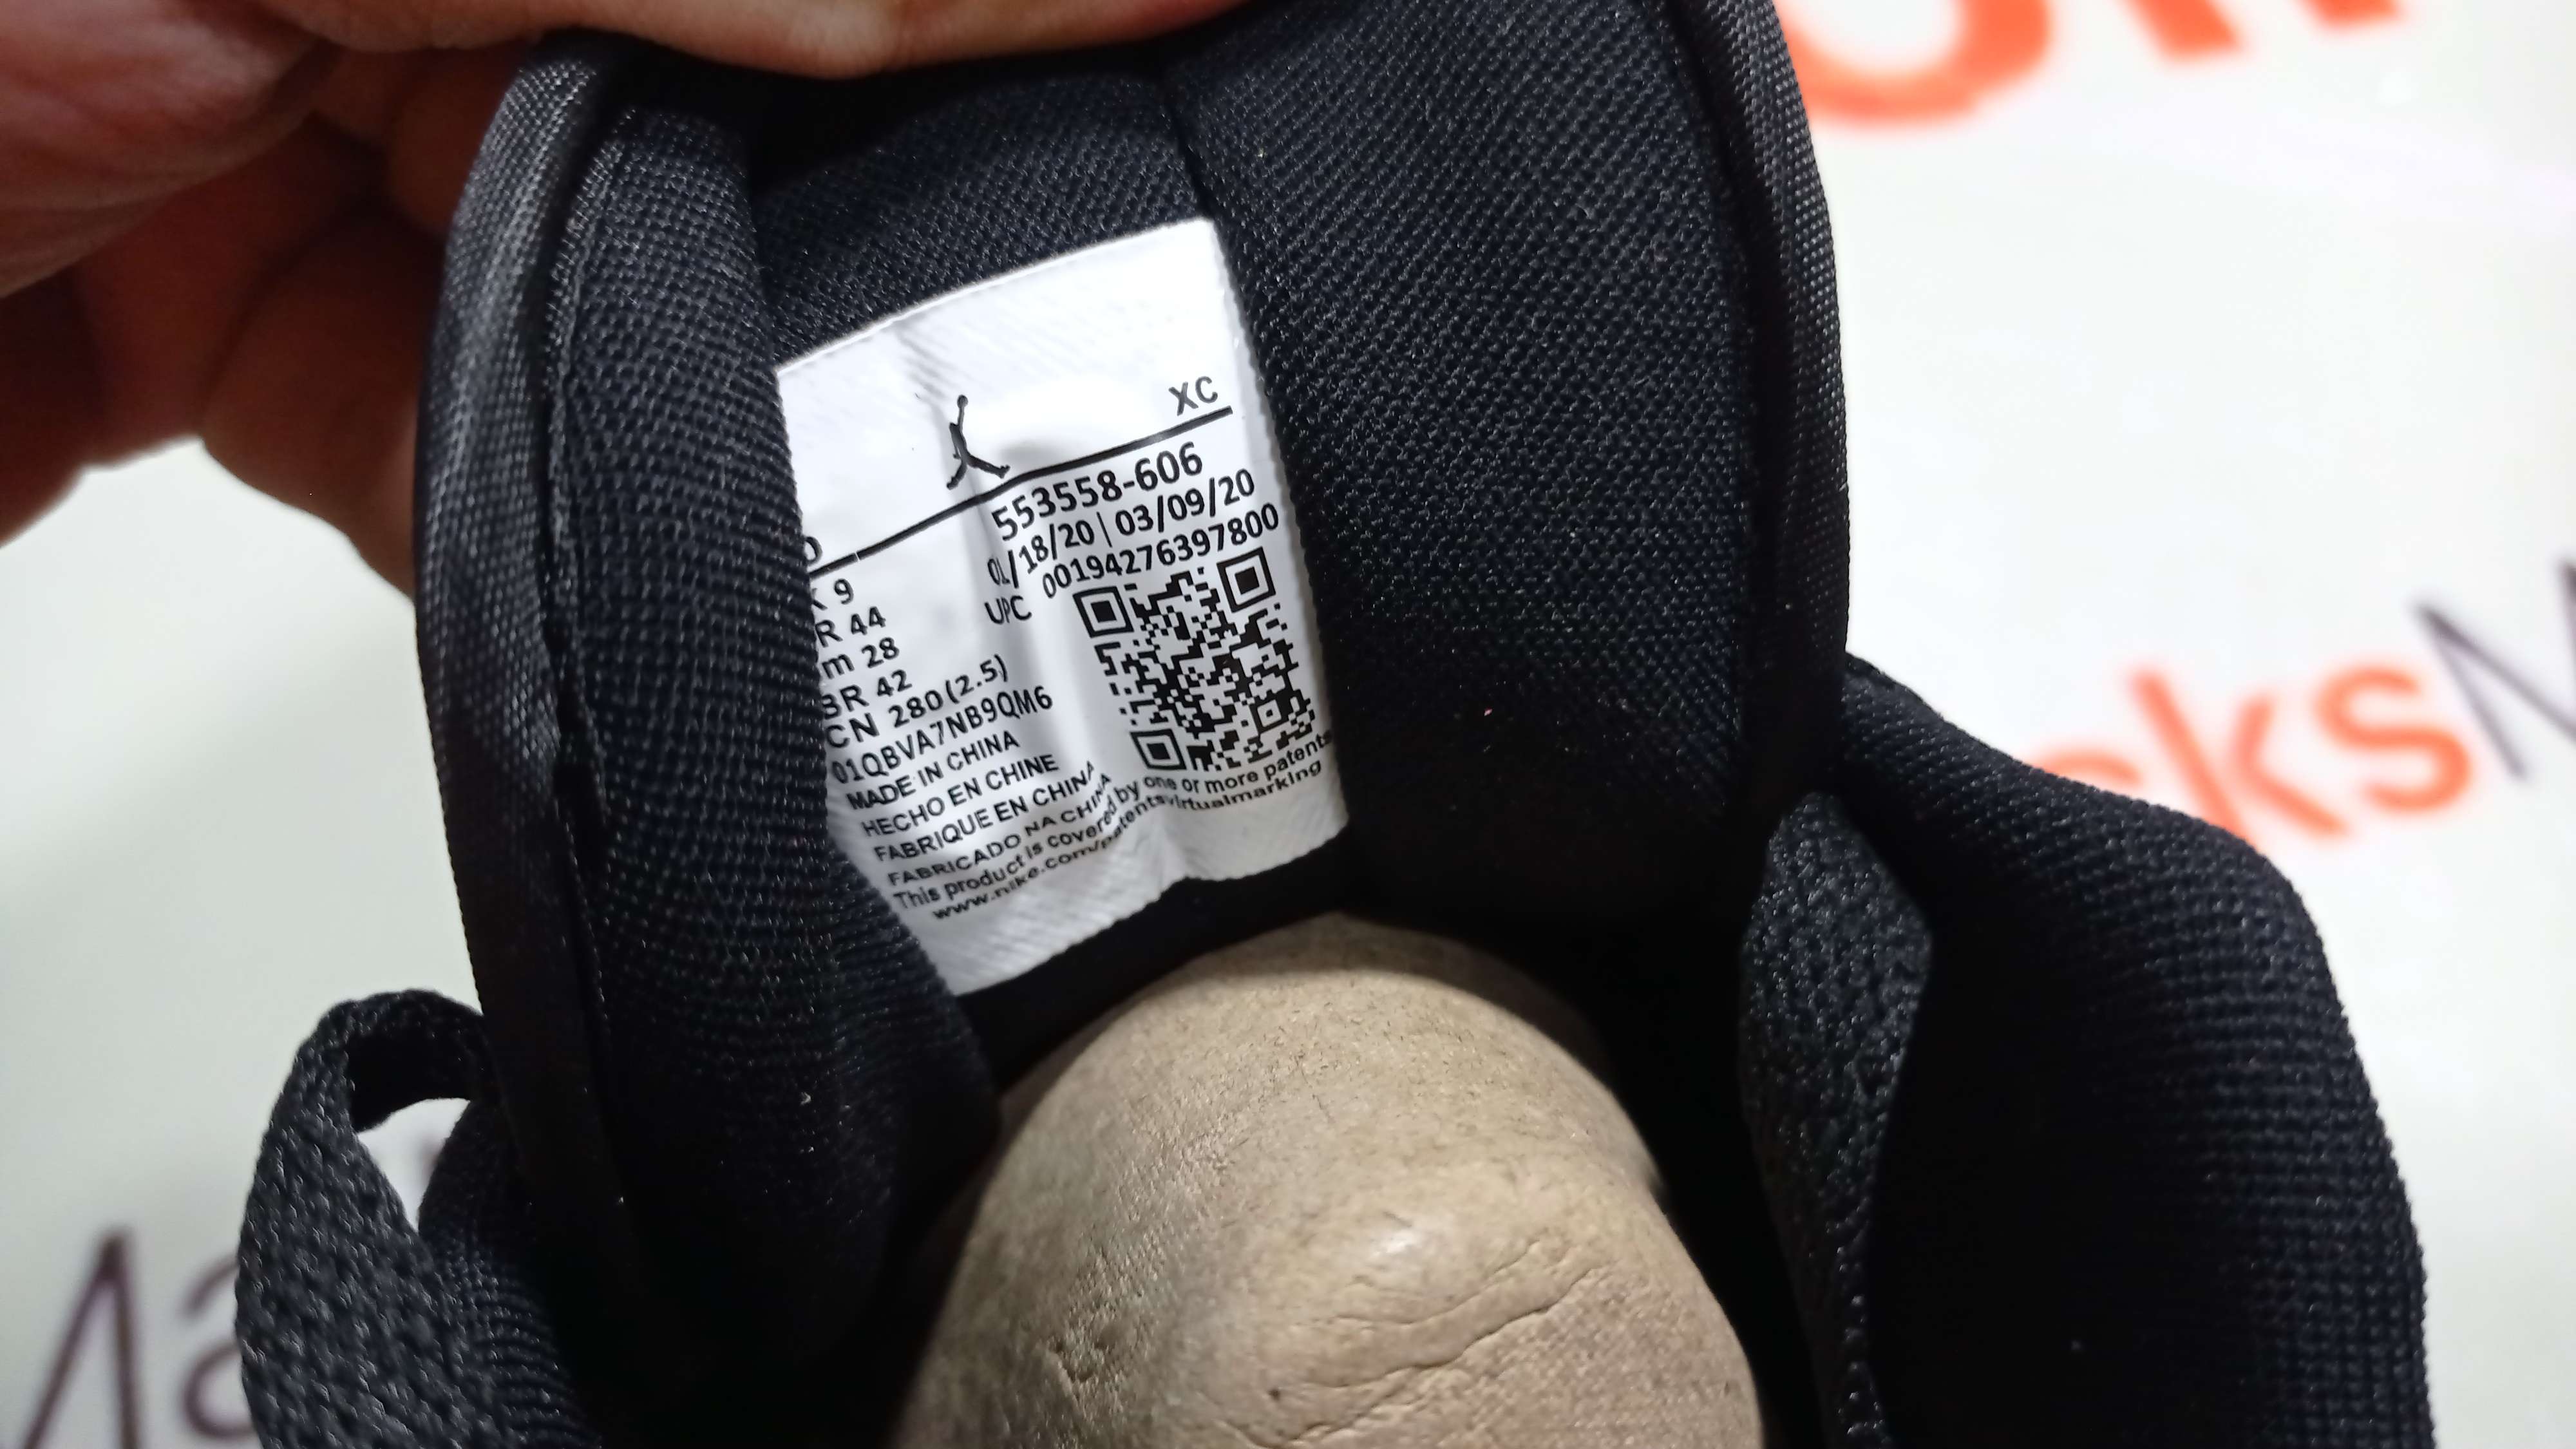 XC
553558-606
01/18/20 | 03/09/20
UPC 00194276397800
K 9
R 44
m 28
BR 42
CN 280 (2.5)
01QBVA7NB9QM6
MADE IN CHINA
HECHO EN CHINE
FABRIQUE EN CHINA
FABRICADO NA CHINA
This product is covered by one or more patents
www.nike.com/patentsvirtualmarking